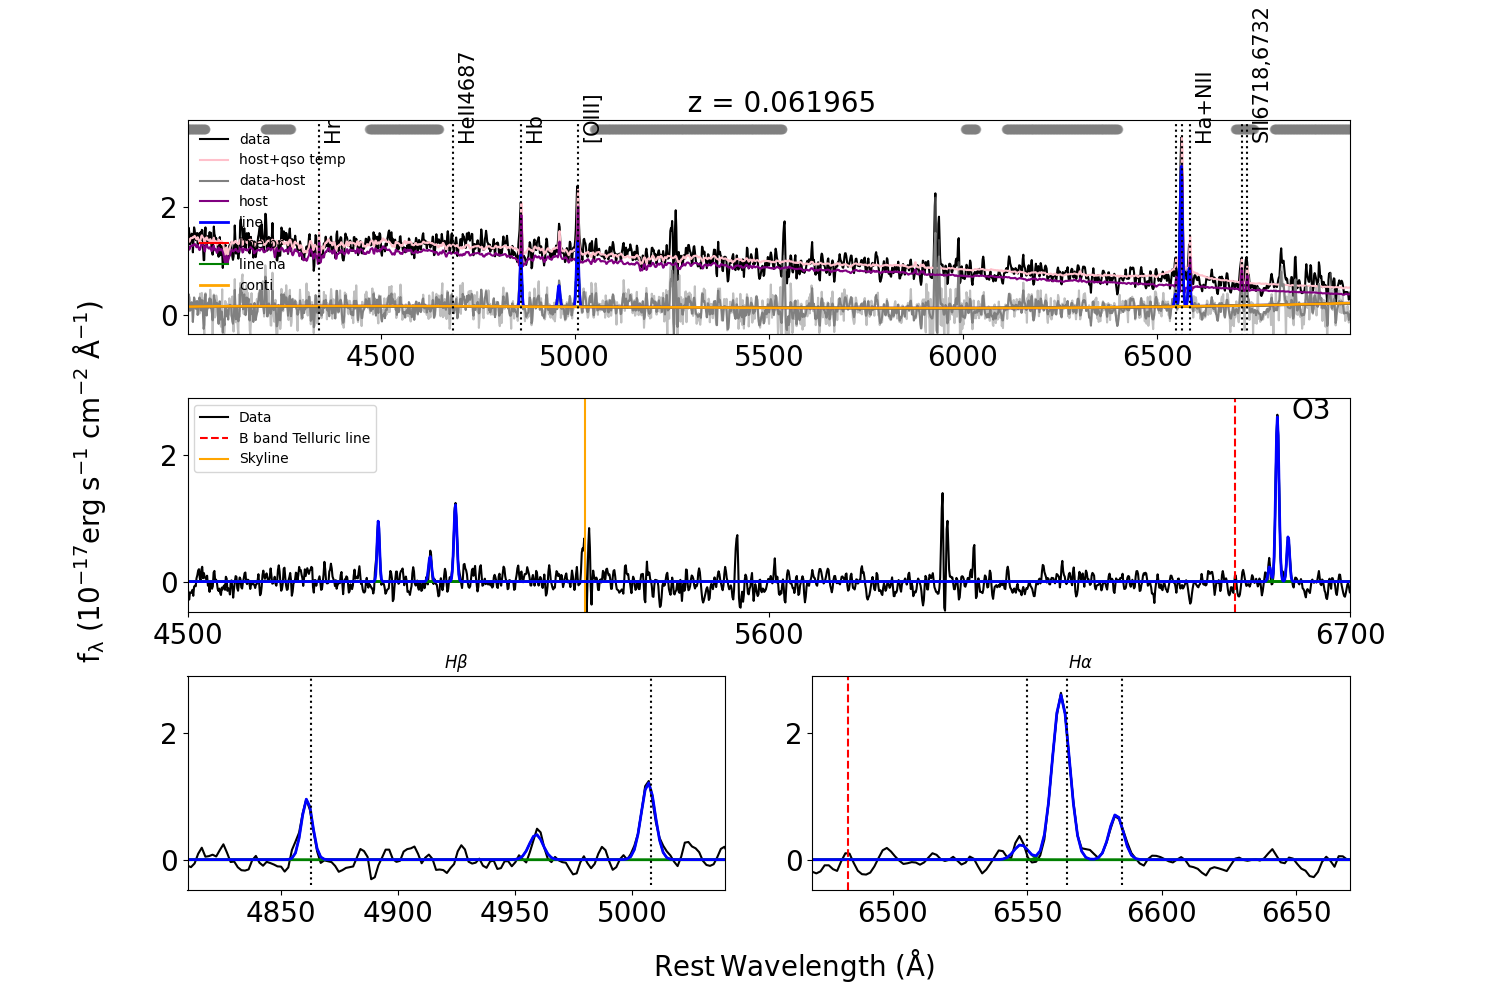 z = 0.061965
Hr
HeII4687
Hb
[OIII]
Ha+NII
SII6718,6732
data
host+qso temp
data-host
host
line
line na
conti
2
0
4500
5000
5500
6000
6500
O3
Data
B band Telluric line
Skyline
2
0
4500
5600
6700
Hβ
2
0
4850
4900
4950
5000
Hα
2
0
6500
6550
6600
6650
fλ (10−17erg s−1 cm−2 Å−1)
Rest Wavelength (Å)